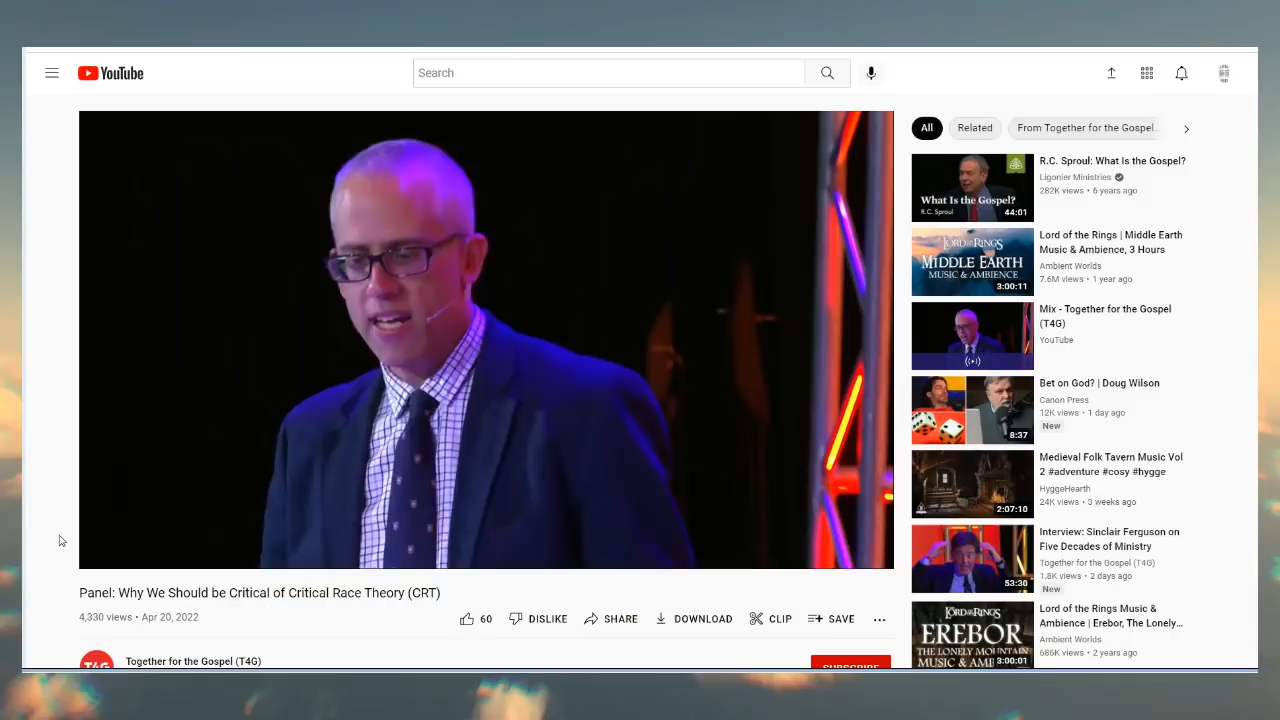 YouTube
Search
All
Related
From Together for the Gospel...
What Is the Gospel?
R.C. Sproul
44:01
R.C. Sproul: What Is the Gospel?
Ligonier Ministries
282K views • 6 years ago
LORD OF THE RINGS
MIDDLE EARTH
MUSIC & AMBIENCE
3:00:11
Lord of the Rings | Middle Earth
Music & Ambience, 3 Hours
Ambient Worlds
7.6M views • 1 year ago
Mix - Together for the Gospel
(T4G)
YouTube
8:37
Bet on God? | Doug Wilson
Canon Press
12K views • 1 day ago
New
2:07:10
Medieval Folk Tavern Music Vol
2 #adventure #cosy #hygge
HyggeHearth
24K views • 3 weeks ago
53:30
Interview: Sinclair Ferguson on
Five Decades of Ministry
Together for the Gospel (T4G)
1.8K views • 2 days ago
New
LORD OF THE RINGS
EREBOR
THE LONELY MOUNTAIN
MUSIC & AMB
3:00:01
Lord of the Rings Music &
Ambience | Erebor, The Lonely...
Ambient Worlds
686K views • 2 years ago
Panel: Why We Should be Critical of Critical Race Theory (CRT)
4,330 views • Apr 20, 2022
60
DISLIKE
SHARE
DOWNLOAD
CLIP
SAVE
T4G
Together for the Gospel (T4G)
SUBSCRIBE